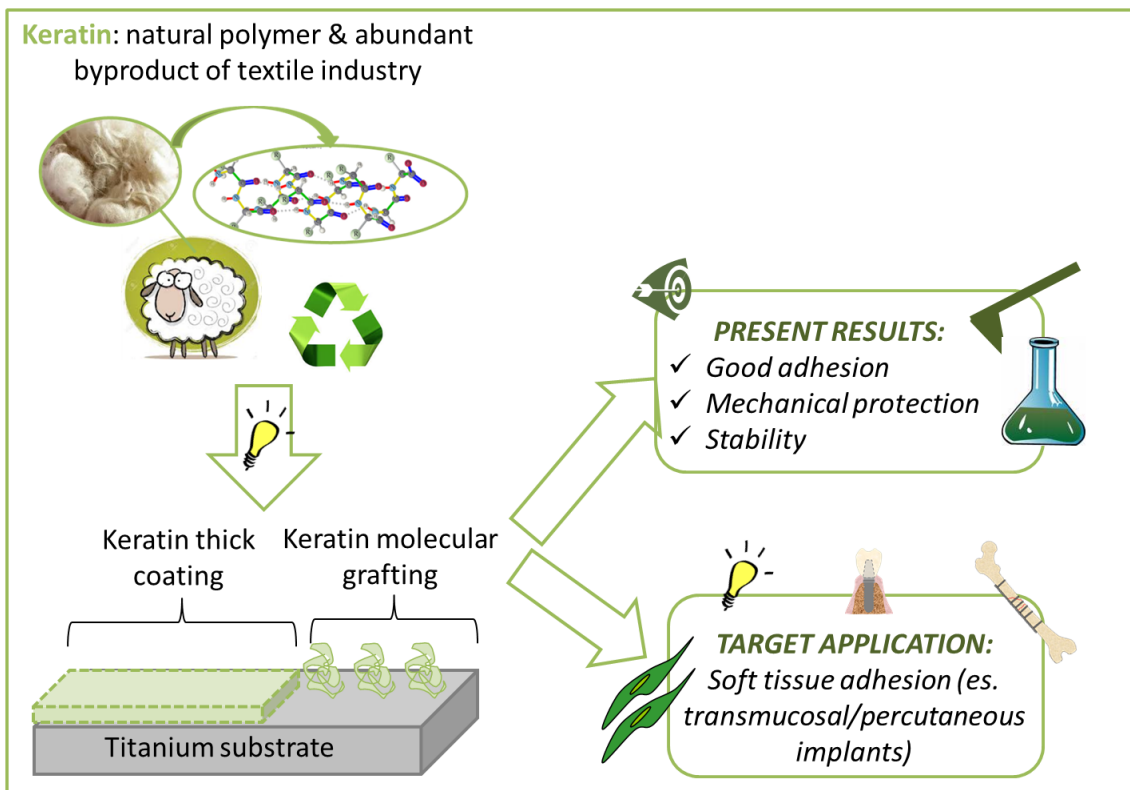 Keratin: natural polymer & abundant
byproduct of textile industry
PRESENT RESULTS:
✓ Good adhesion
✓ Mechanical protection
✓ Stability
Keratin thick
coating
Keratin molecular
grafting
Titanium substrate
TARGET APPLICATION:
Soft tissue adhesion (es.
transmucosal/percutaneous
implants)